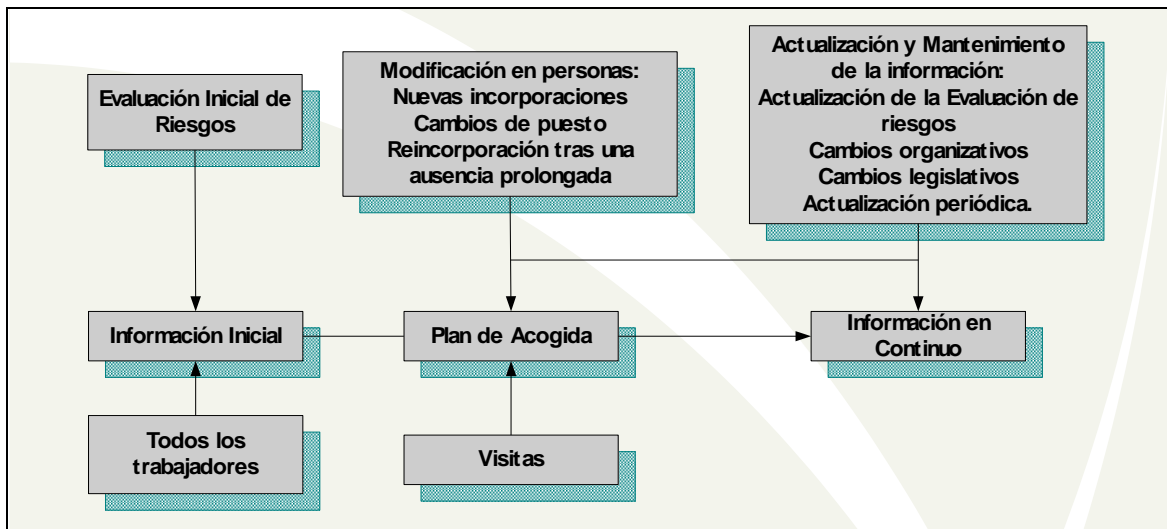 Evaluación Inicial de
Riesgos
Modificación en personas:
Nuevas incorporaciones
Cambios de puesto
Reincorporación tras una
ausencia prolongada
Actualización y Mantenimiento
de la información:
Actualización de la Evaluación de
riesgos
Cambios organizativos
Cambios legislativos
Actualización periódica.
Información Inicial
Plan de Acogida
Información en
Continuo
Todos los
trabajadores
Visitas